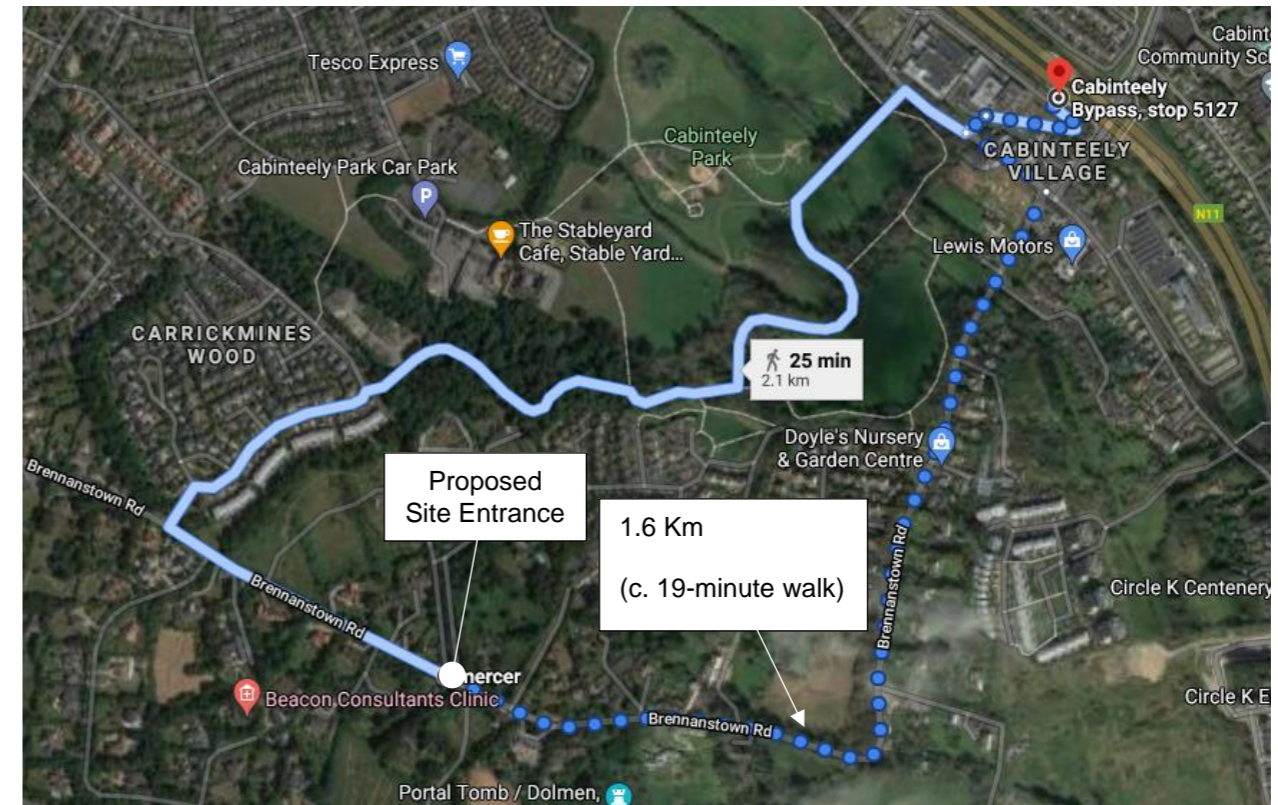 Tesco Express
Cabint
Community Sc
Cabinteely
Bypass, stop 5127
Cabinteely
Park
CABINTEELY
VILLAGE
Cabinteely Park Car Park
P
N11
The Stableyard
Cafe, Stable Yard...
Lewis Motors
CARRICKMINES
WOOD
25 min
2.1 km
Doyle's Nursery
& Garden Centre
Brennanstown Rd
Proposed
Site Entrance
1.6 Km
(c. 19-minute walk)
Brennanstown Rd
Brennanstown Rd
Circle K Centenery
mercer
Beacon Consultants Clinic
Circle K E
Brennanstown Rd
Portal Tomb / Dolmen,